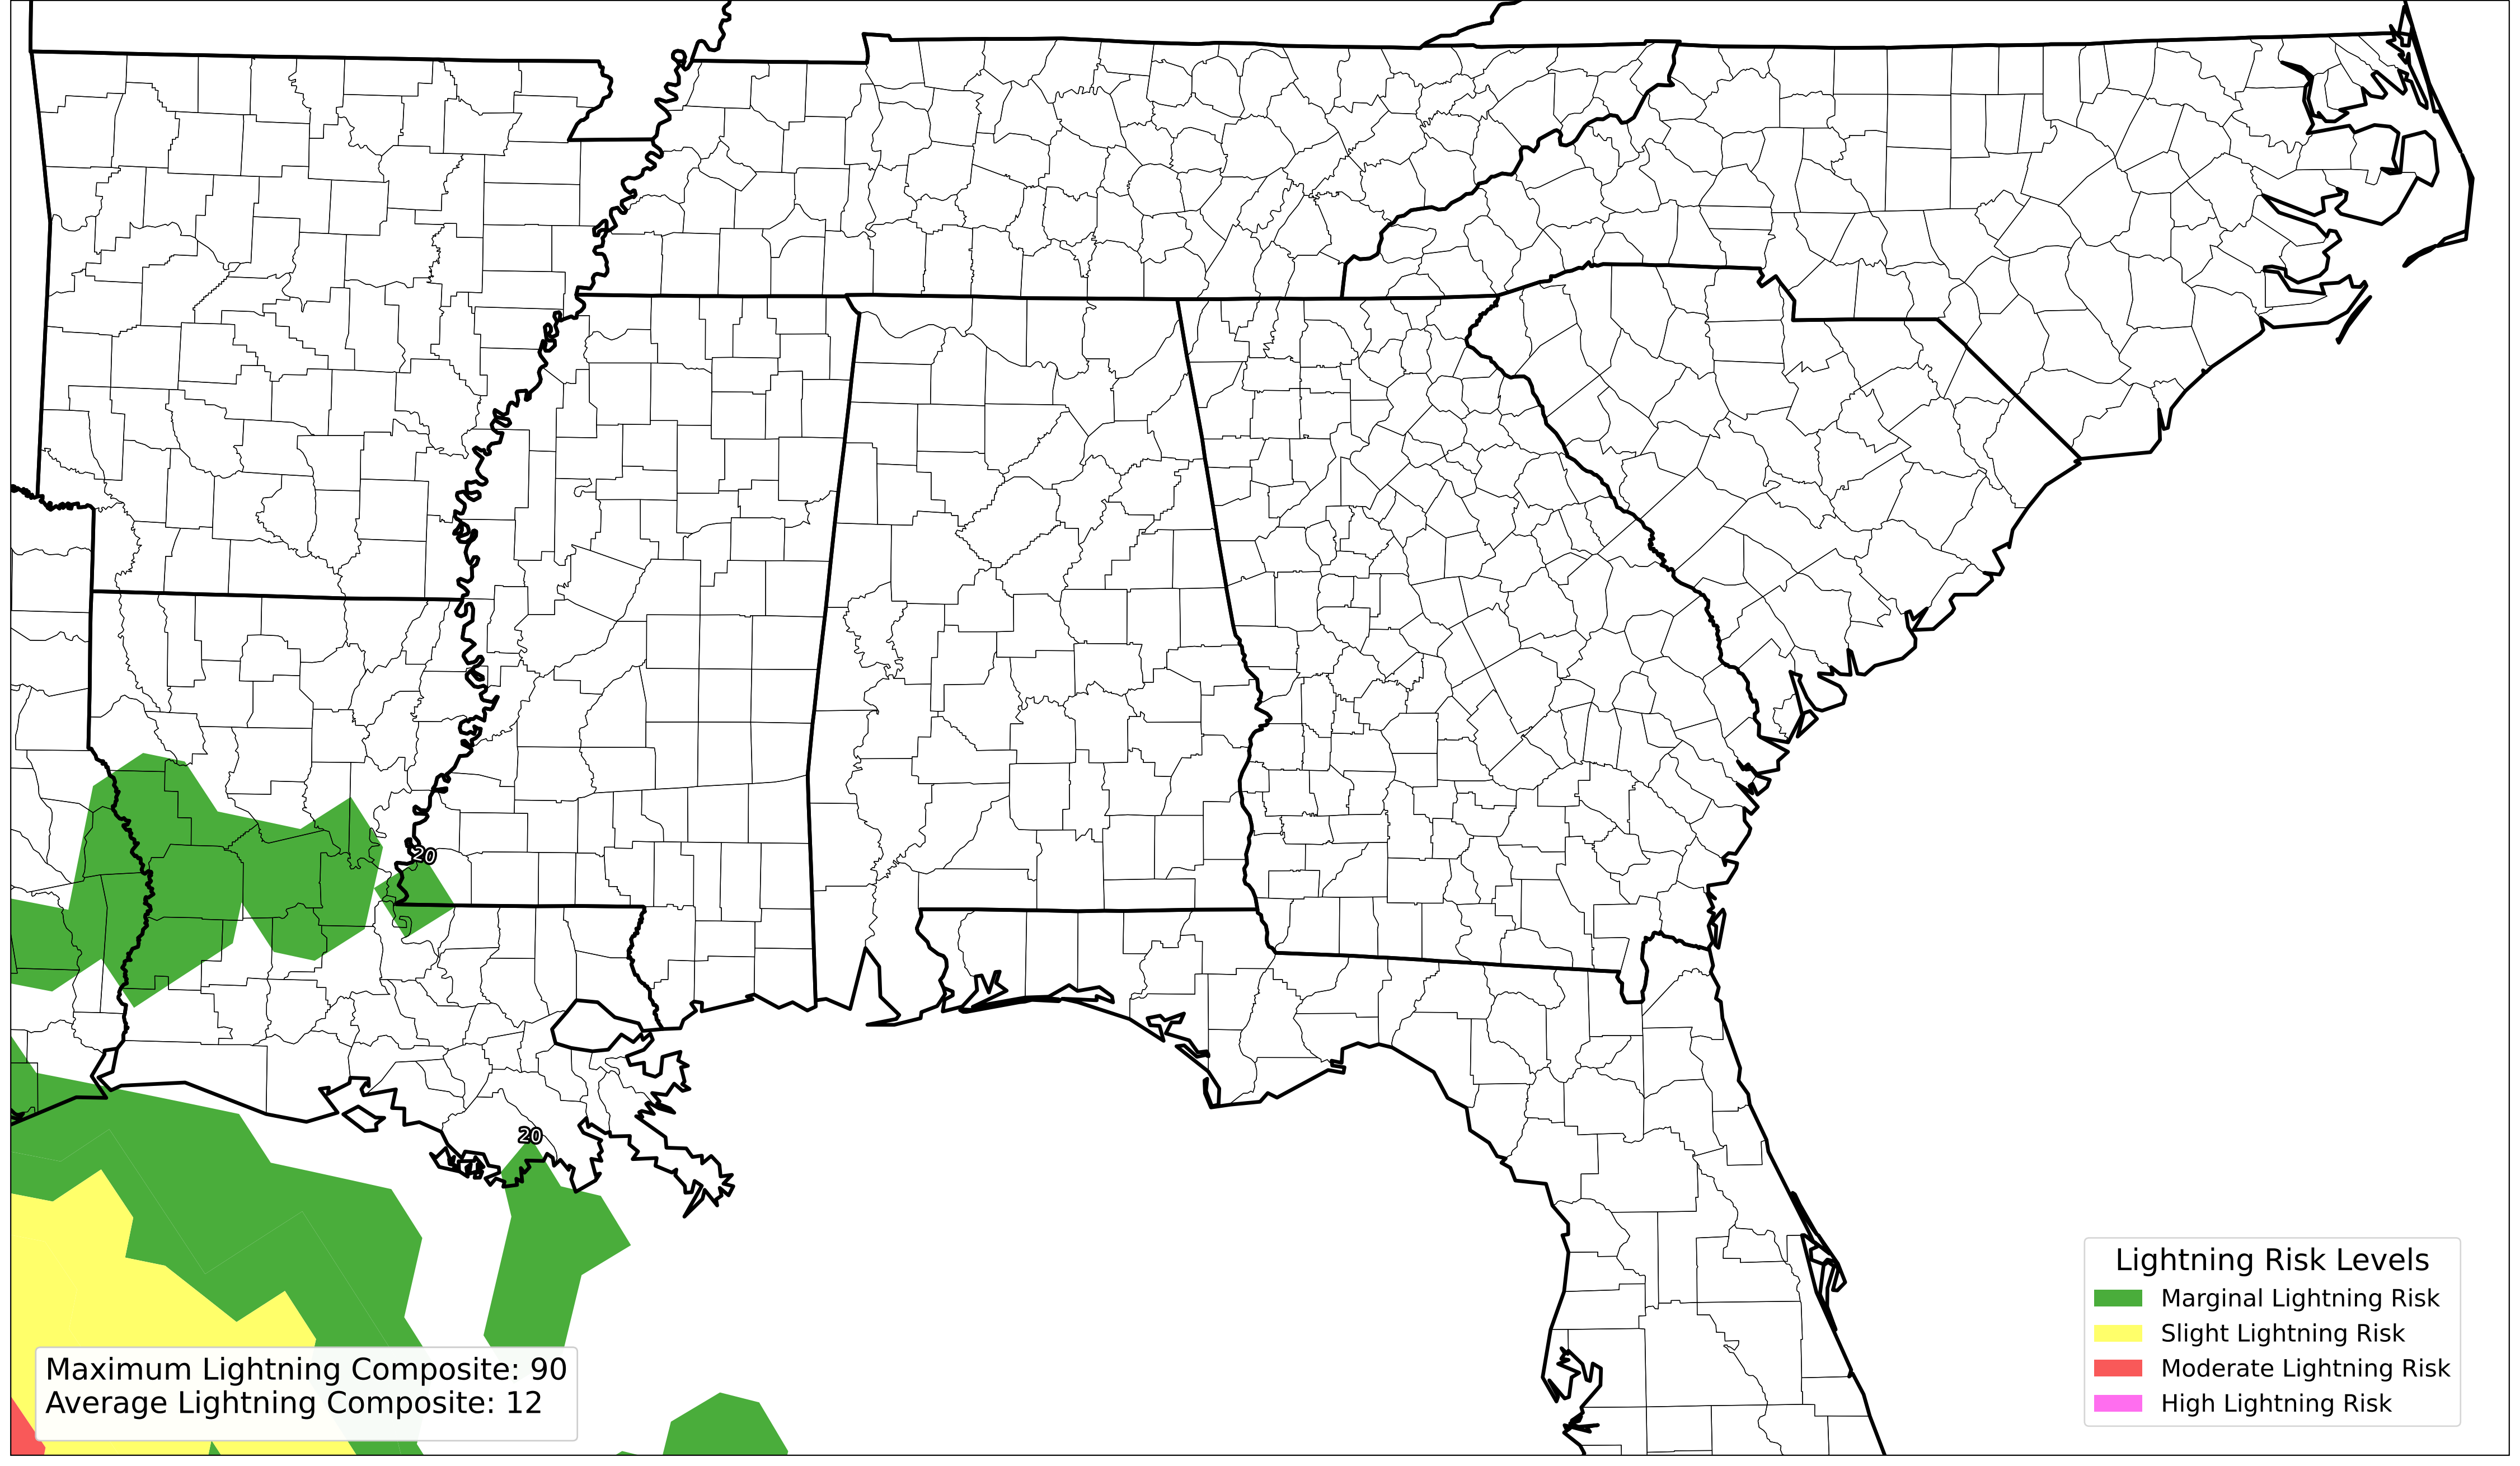 20
20
Maximum Lightning Composite: 90
Average Lightning Composite: 12
Lightning Risk Levels
Marginal Lightning Risk
Slight Lightning Risk
Moderate Lightning Risk
High Lightning Risk